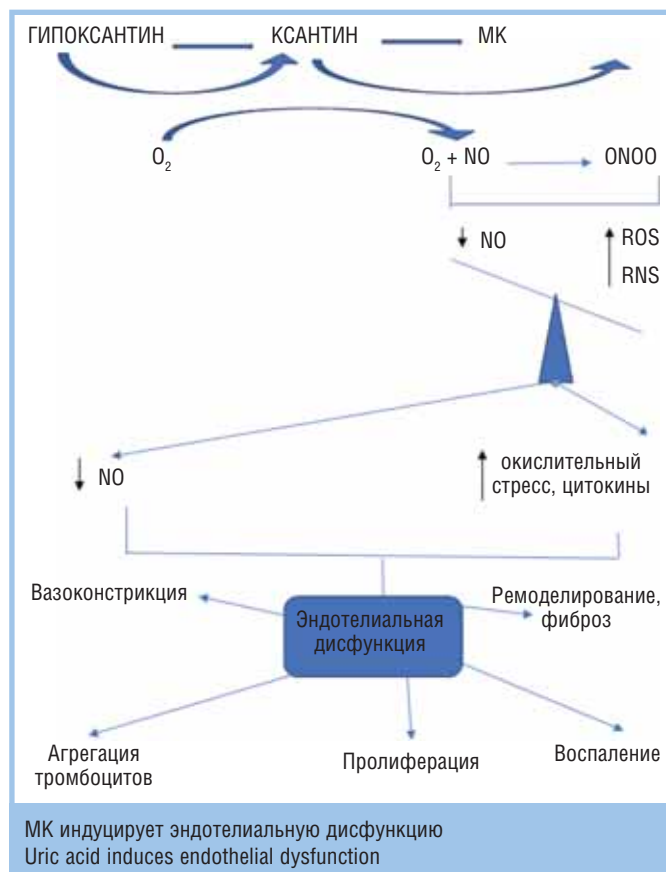 ГИПОКСАНТИН КСАНТИН МК
O₂ O₂ + NO ONOO
NO ROS
RNS
NO окислительный
стресс, цитокины
Вазоконстрикция
Ремоделирование,
фиброз
Эндотелиальная
дисфункция
Агрегация
тромбоцитов
Пролиферация
Воспаление
МК индуцирует эндотелиальную дисфункцию
Uric acid induces endothelial dysfunction